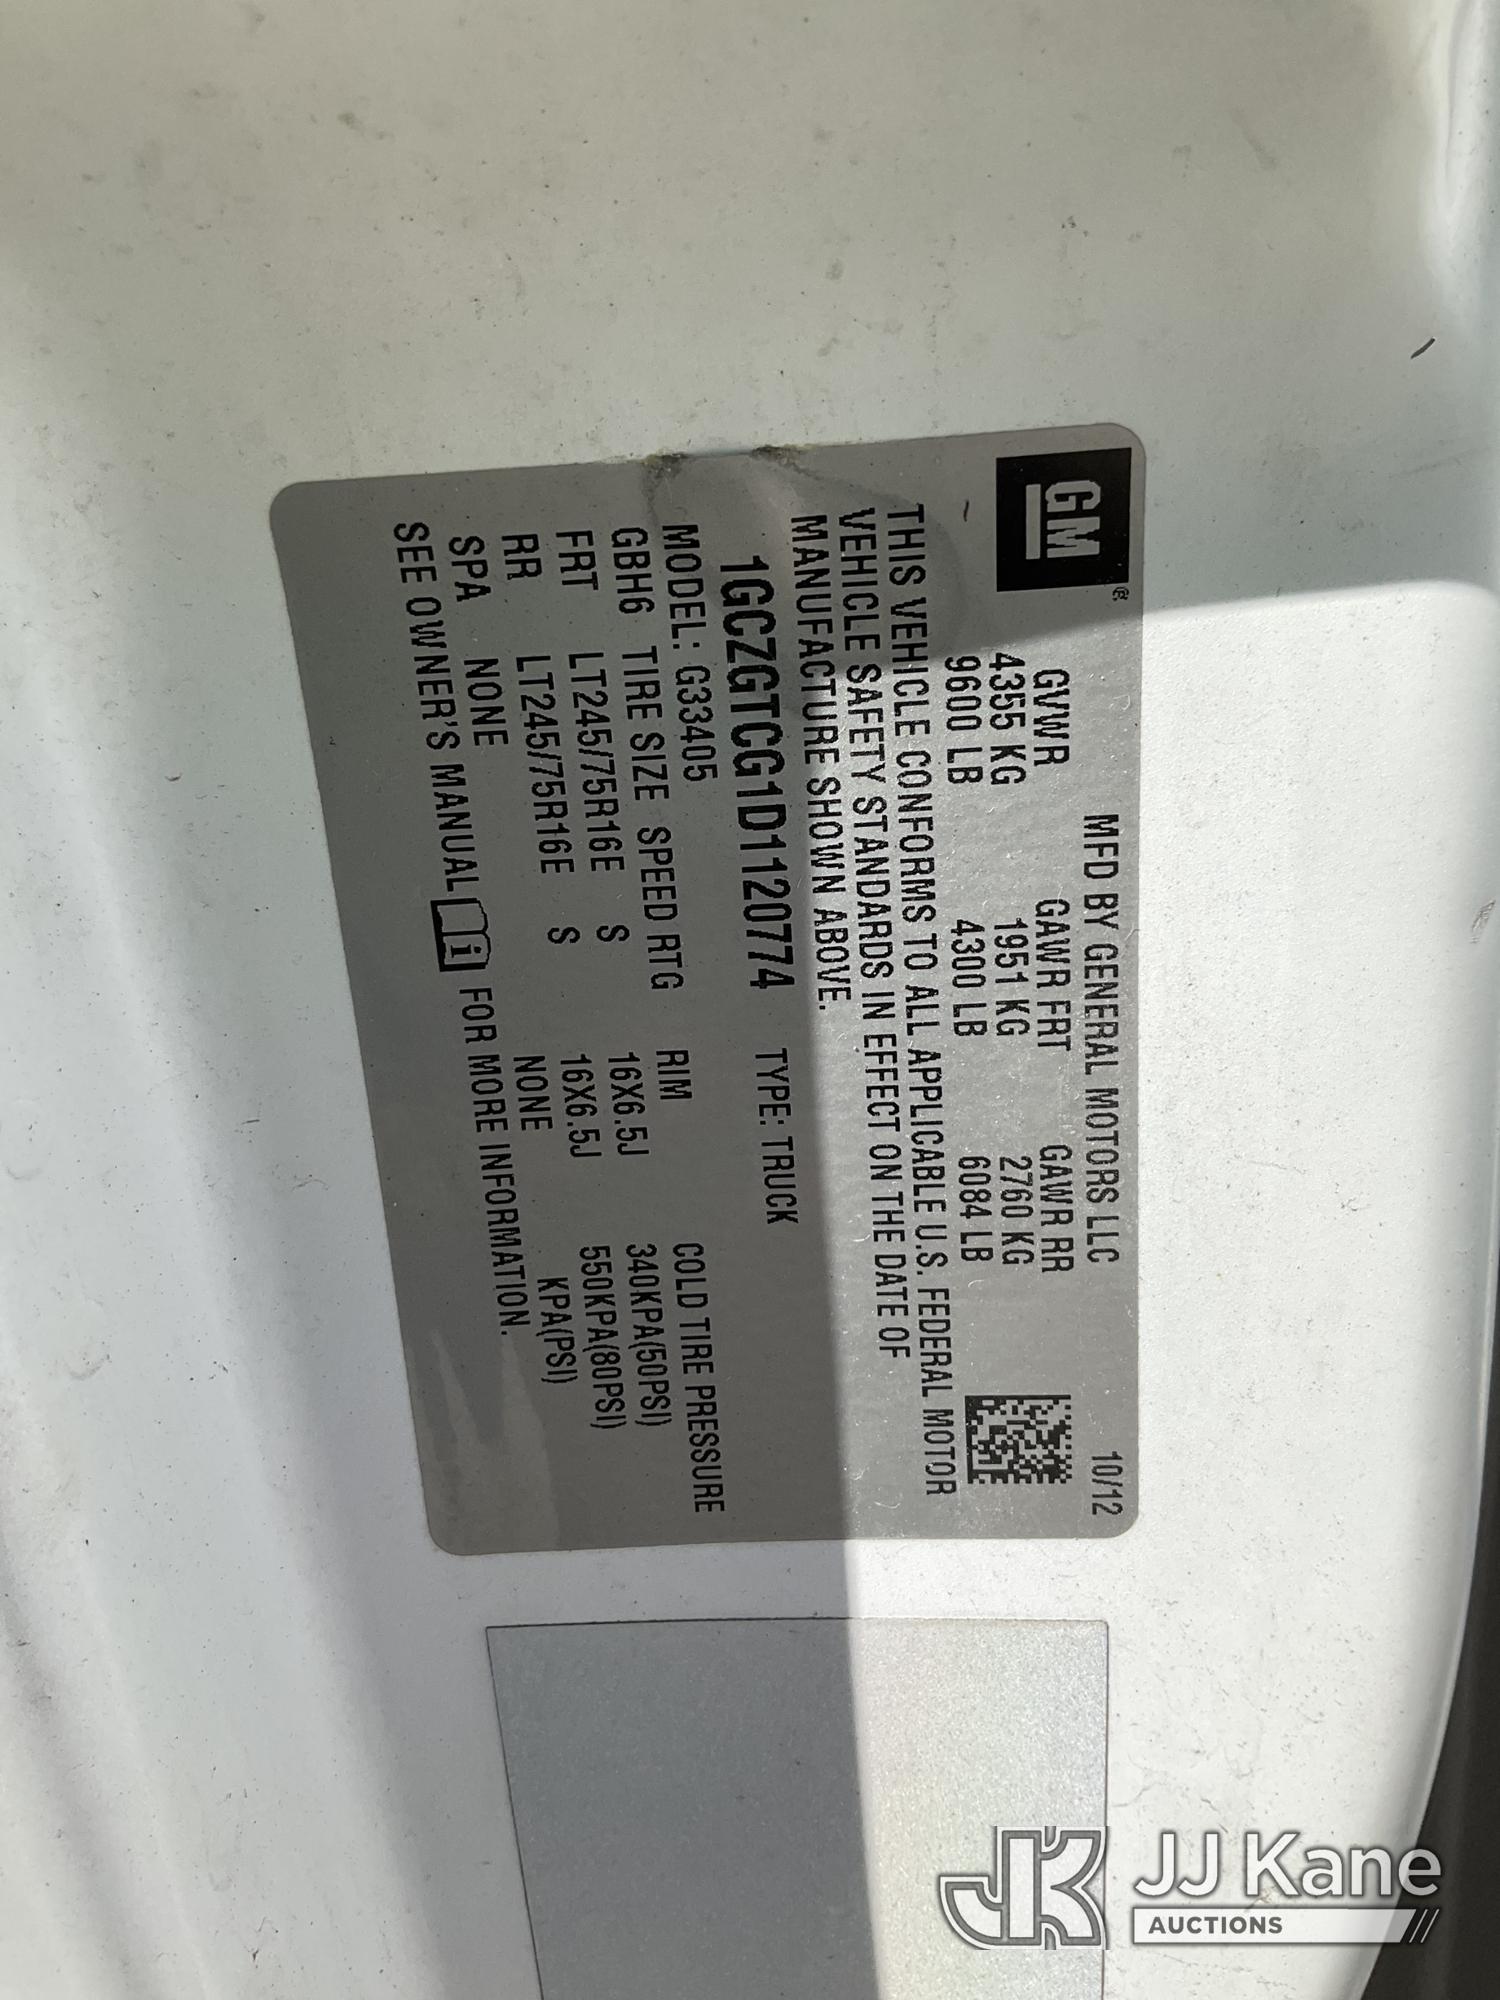 GM®
MFD BY GENERAL MOTORS LLC 10/12
GVWR GAWR FRT GAWR RR
4355 KG 1951 KG 2760 KG
9600 LB 4300 LB 6084 LB
THIS VEHICLE CONFORMS TO ALL APPLICABLE U.S. FEDERAL MOTOR
VEHICLE SAFETY STANDARDS IN EFFECT ON THE DATE OF
MANUFACTURE SHOWN ABOVE.
1GCZGTCG1D1120774 TYPE: TRUCK
MODEL: G33405
GBH6 TIRE SIZE SPEED RTG RIM COLD TIRE PRESSURE
FRT LT245/75R16E S 16X6.5J 340KPA(50PSI)
RR LT245/75R16E S 16X6.5J 550KPA(80PSI)
SPA NONE NONE KPA(PSI)
SEE OWNER'S MANUAL i FOR MORE INFORMATION.
JK JJ Kane
AUCTIONS